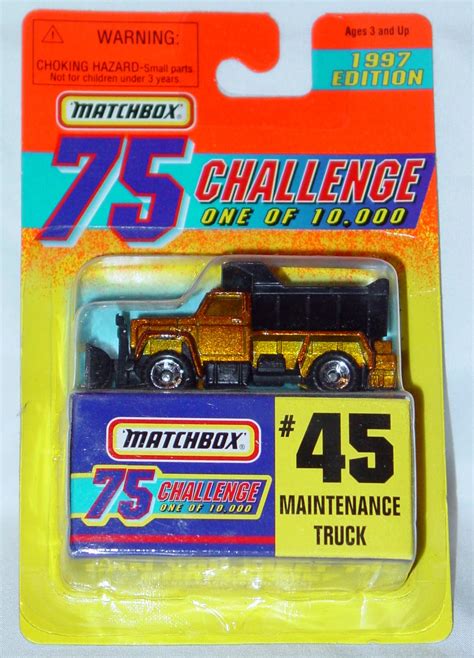 WARNING:
CHOKING HAZARD-Small parts
Not for children under 3 years.
Ages 3 and Up
1997
EDITION
MATCHBOX
75 CHALLENGE
ONE OF 10,000
MATCHBOX
75 CHALLENGE
ONE OF 10,000
#45
MAINTENANCE
TRUCK